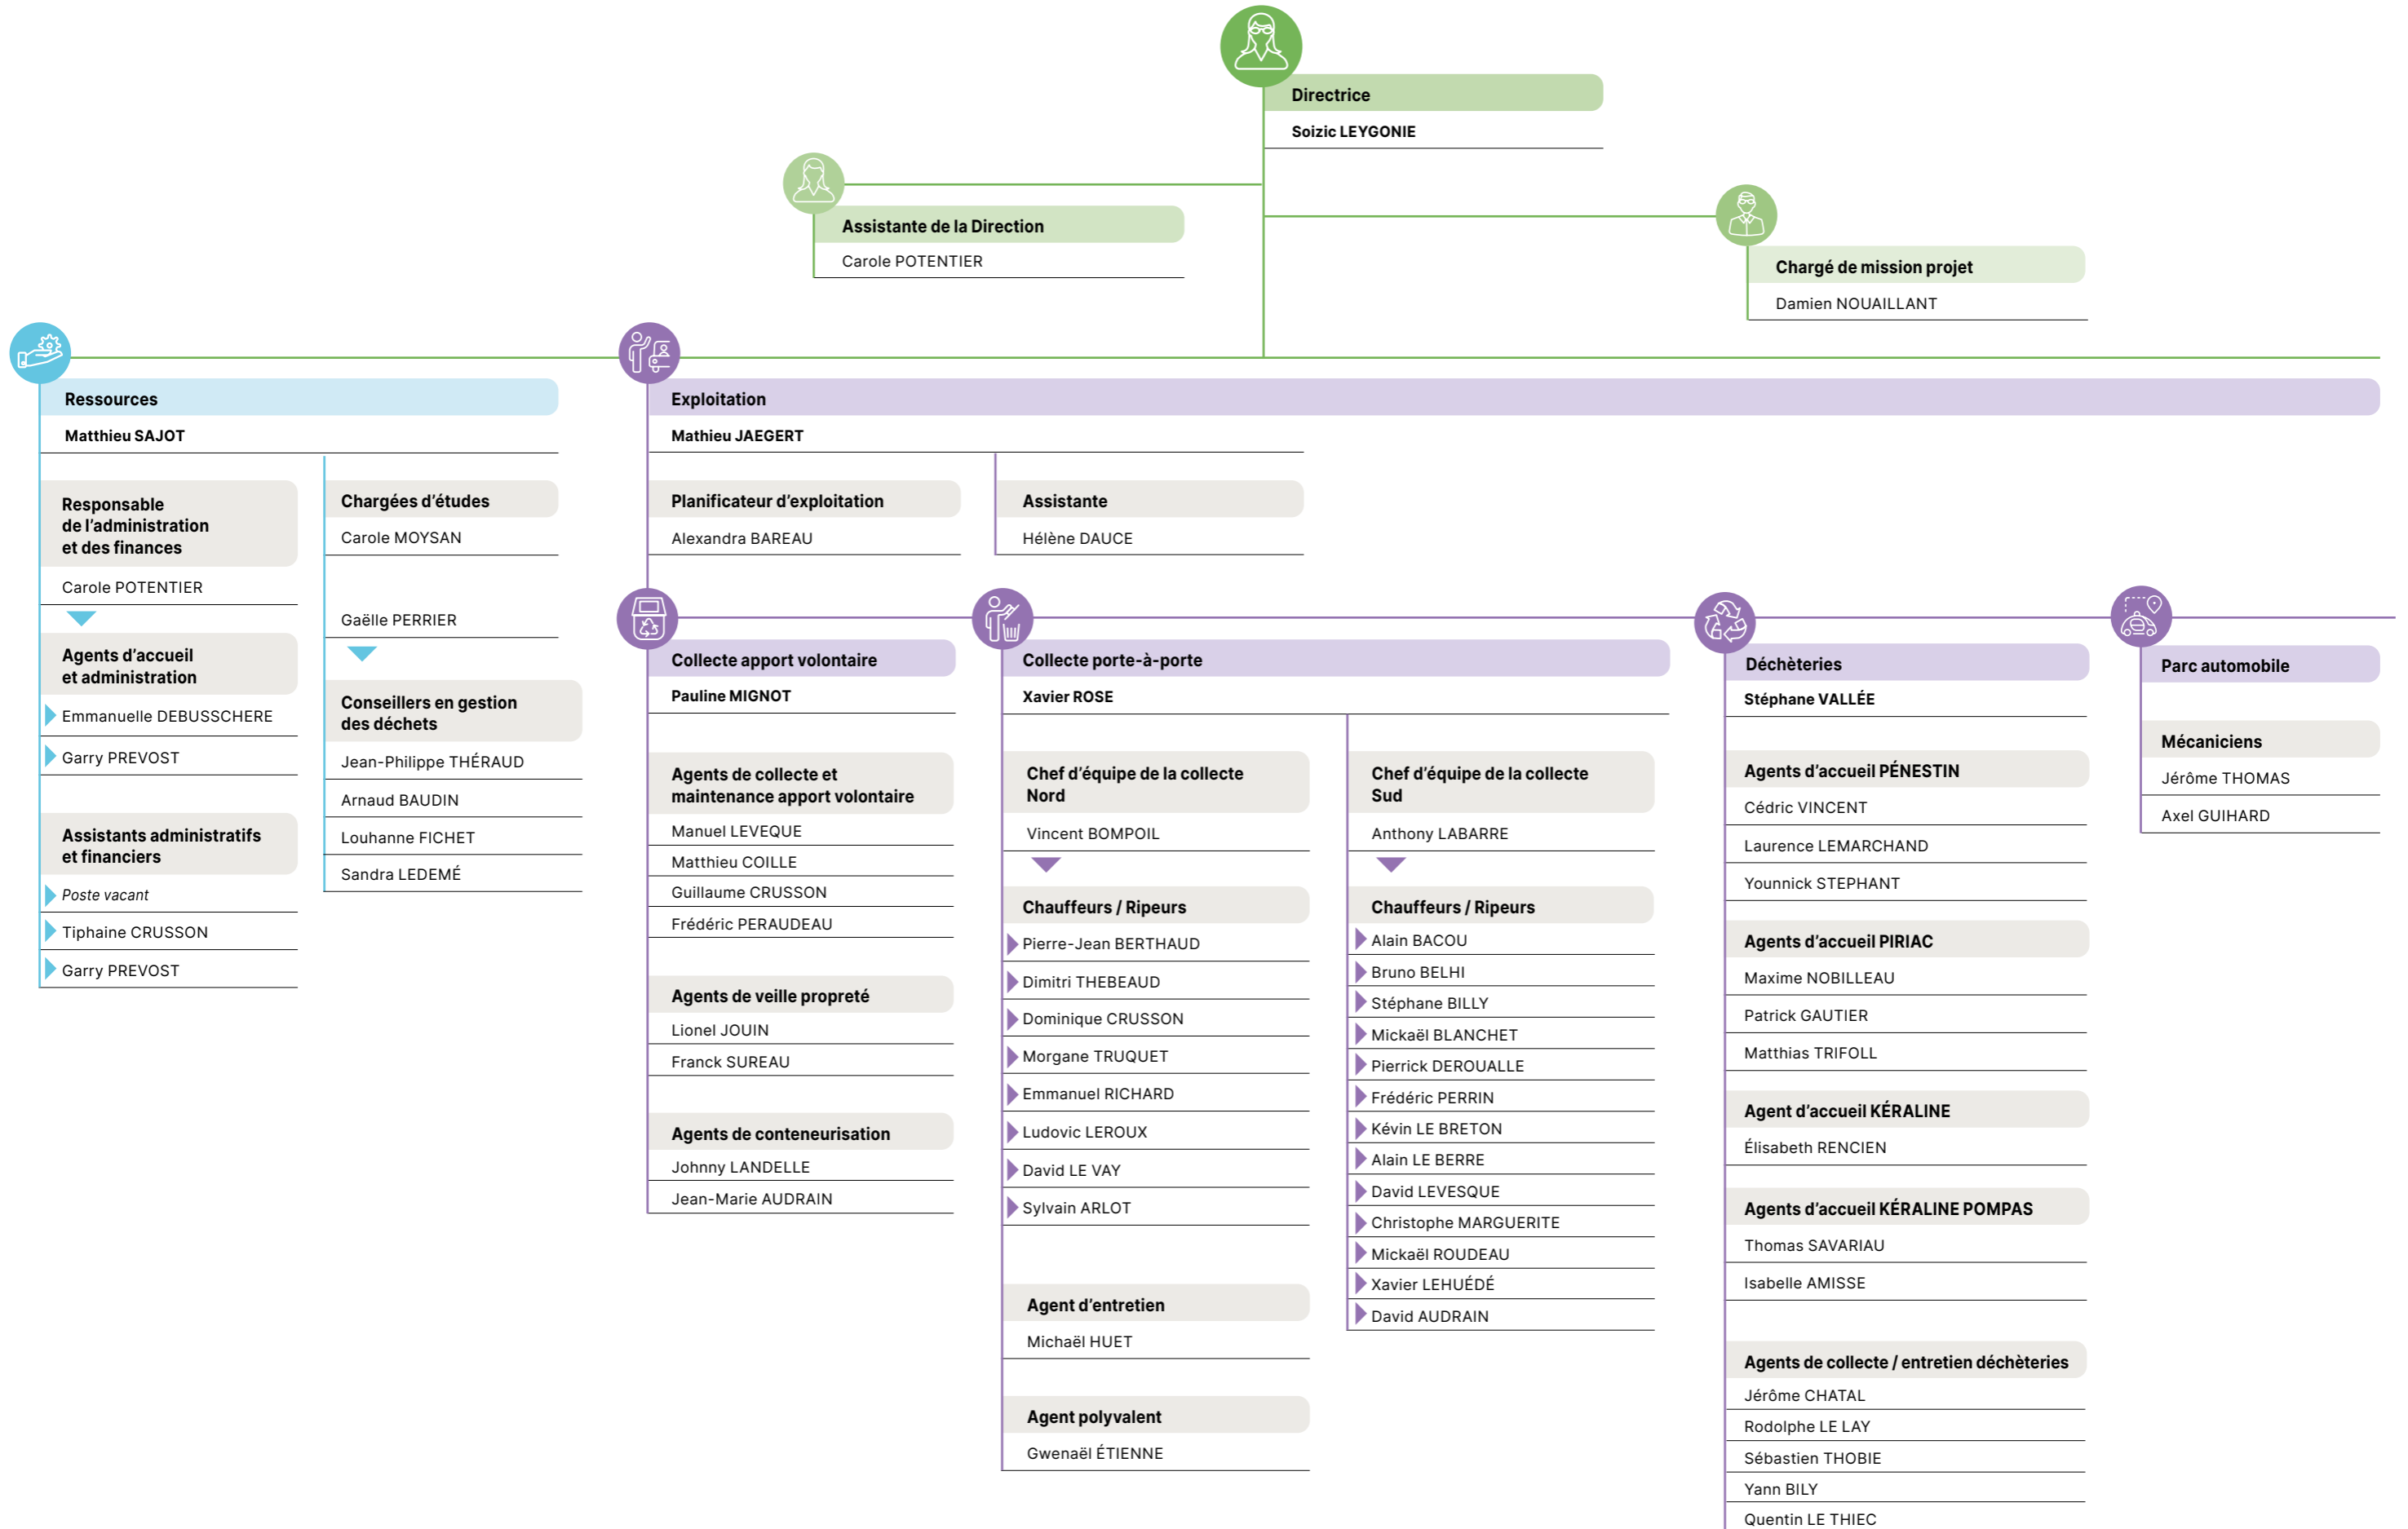 Directrice
Soizic LEYGONIE
Assistante de la Direction
Carole POTENTIER
Chargé de mission projet
Damien NOUAILLANT
Ressources
Matthieu SAJOT
Responsable
de l'administration
et des finances
Carole POTENTIER
Agents d'accueil
et administration
Emmanuelle DEBUSSCHERE
Garry PREVOST
Assistants administratifs
et financiers
Poste vacant
Tiphaine CRUSSON
Garry PREVOST
Chargées d'études
Carole MOYSAN
Gaëlle PERRIER
Conseillers en gestion
des déchets
Jean-Philippe THÉRAUD
Arnaud BAUDIN
Louhanne FICHET
Sandra LEDEMÉ
Exploitation
Mathieu JAEGERT
Planificateur d'exploitation
Alexandra BAREAU
Assistante
Hélène DAUCE
Collecte apport volontaire
Pauline MIGNOT
Agents de collecte et
maintenance apport volontaire
Manuel LEVEQUE
Matthieu COILLE
Guillaume CRUSSON
Frédéric PERAUDEAU
Agents de veille propreté
Lionel JOUIN
Franck SUREAU
Agents de conteneurisation
Johnny LANDELLE
Jean-Marie AUDRAIN
Collecte porte-à-porte
Xavier ROSE
Chef d'équipe de la collecte
Nord
Vincent BOMPOIL
Chauffeurs / Ripeurs
Pierre-Jean BERTHAUD
Dimitri THEBEAUD
Dominique CRUSSON
Morgane TRUQUET
Emmanuel RICHARD
Ludovic LEROUX
David LE VAY
Sylvain ARLOT
Agent d'entretien
Michaël HUET
Agent polyvalent
Gwenaël ÉTIENNE
Chef d'équipe de la collecte
Sud
Anthony LABARRE
Chauffeurs / Ripeurs
Alain BACOU
Bruno BELHI
Stéphane BILLY
Mickaël BLANCHET
Pierrick DEROUALLE
Frédéric PERRIN
Kévin LE BRETON
Alain LE BERRE
David LEVESQUE
Christophe MARGUERITE
Mickaël ROUDEAU
Xavier LEHUÉDÉ
David AUDRAIN
Déchèteries
Stéphane VALLÉE
Agents d'accueil PÉNESTIN
Cédric VINCENT
Laurence LEMARCHAND
Younnick STEPHANT
Agents d'accueil PIRIAC
Maxime NOBILLEAU
Patrick GAUTIER
Matthias TRIFOLL
Agent d'accueil KÉRALINE
Élisabeth RENCIEN
Agents d'accueil KÉRALINE POMPAS
Thomas SAVARIAU
Isabelle AMISSE
Agents de collecte / entretien déchèteries
Jérôme CHATAL
Rodolphe LE LAY
Sébastien THOBIE
Yann BILY
Quentin LE THIEC
Parc automobile
Mécaniciens
Jérôme THOMAS
Axel GUIHARD